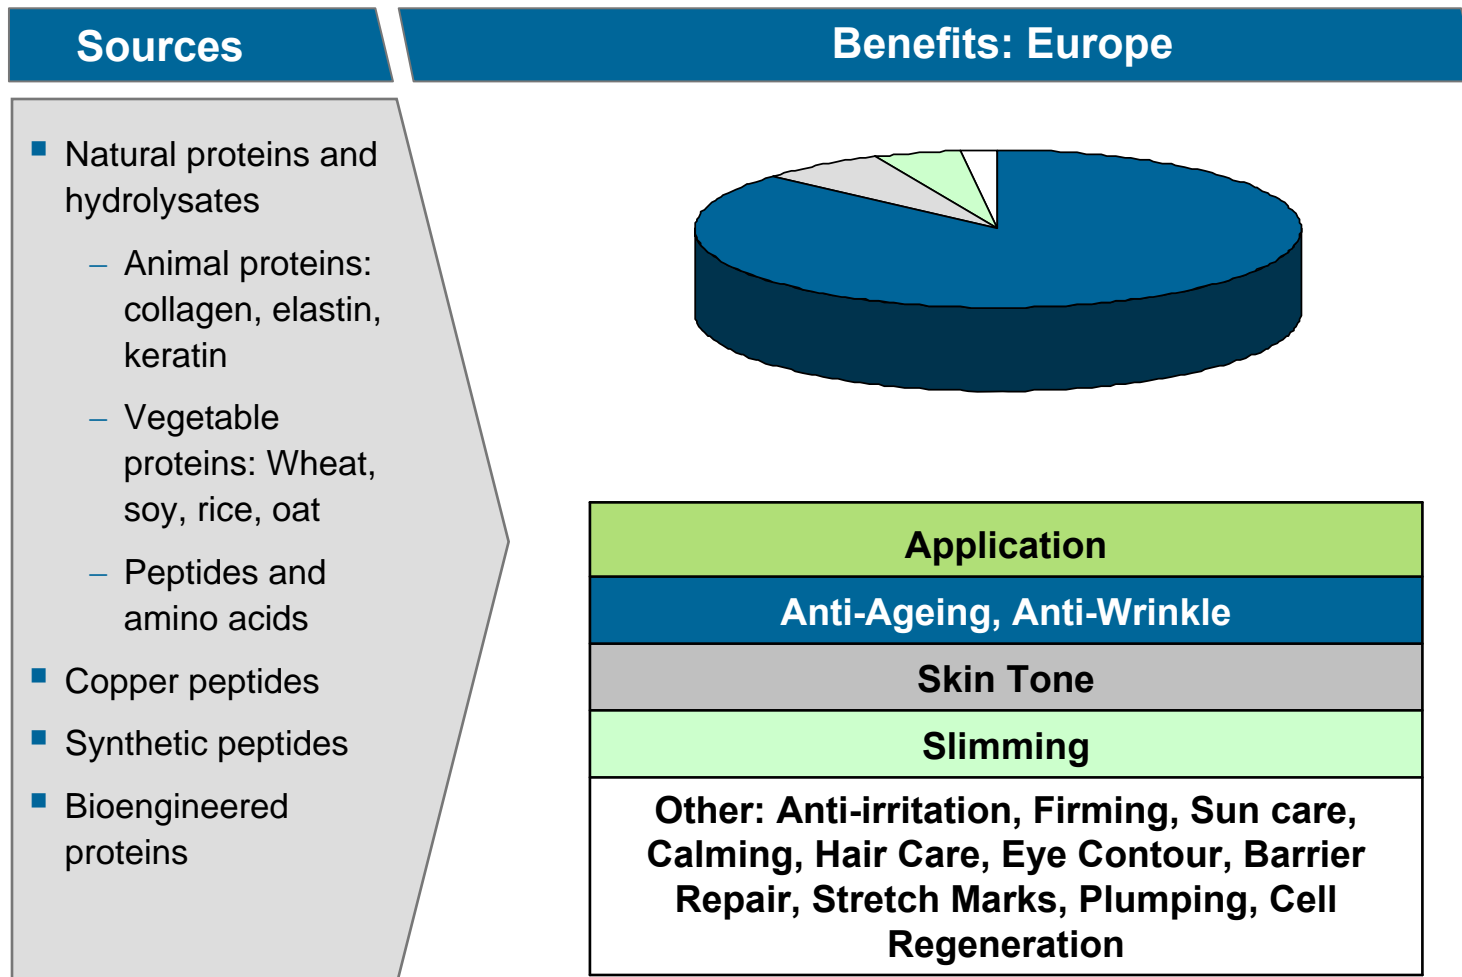 Sources
Benefits: Europe
Natural proteins and
hydrolysates
– Animal proteins:
collagen, elastin,
keratin
– Vegetable
proteins: Wheat,
soy, rice, oat
– Peptides and
amino acids
Copper peptides
Synthetic peptides
Bioengineered
proteins
Application
Anti-Ageing, Anti-Wrinkle
Skin Tone
Slimming
Other: Anti-irritation, Firming, Sun care,
Calming, Hair Care, Eye Contour, Barrier
Repair, Stretch Marks, Plumping, Cell
Regeneration